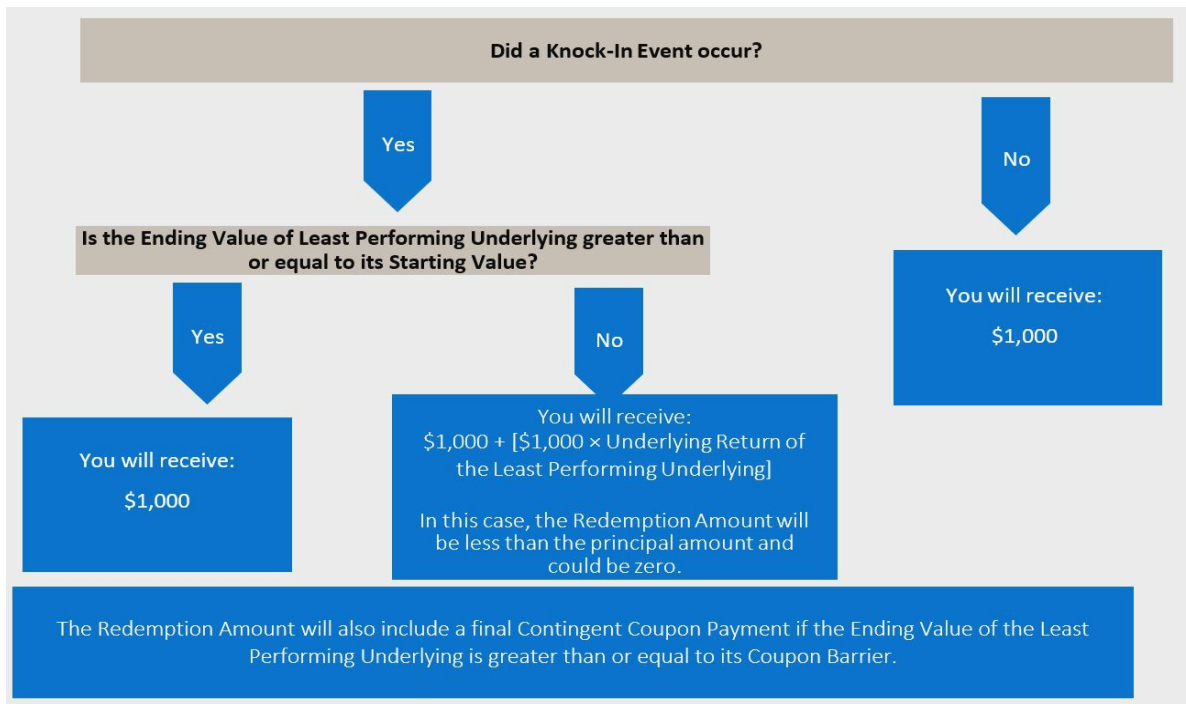 Did a Knock-In Event occur?
Yes
No
Is the Ending Value of Least Performing Underlying greater than
or equal to its Starting Value?
Yes
No
You will receive:
$1,000
You will receive:
$1,000
You will receive:
$1,000 + [$1,000 × Underlying Return of
the Least Performing Underlying]
In this case, the Redemption Amount will
be less than the principal amount and
could be zero.
The Redemption Amount will also include a final Contingent Coupon Payment if the Ending Value of the Least
Performing Underlying is greater than or equal to its Coupon Barrier.